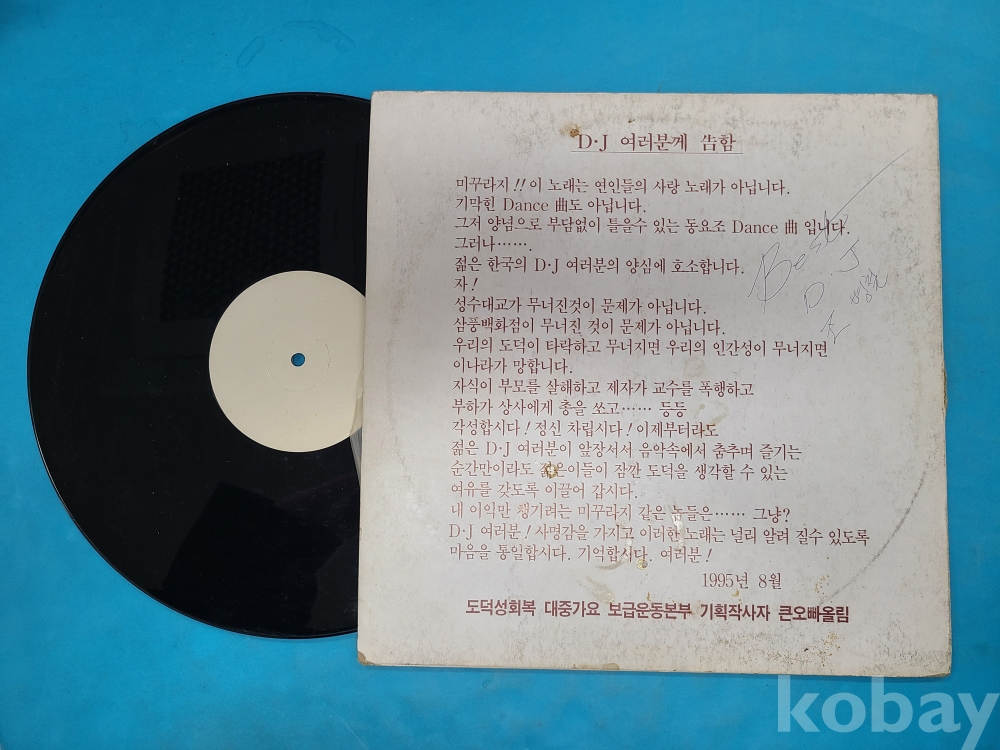 D·J 여러분께 告함
미꾸라지!! 이 노래는 연인들의 사랑 노래가 아닙니다.
기막힌 Dance 曲도 아닙니다.
그저 양념으로 부담없이 틀을수 있는 동요조 Dance 曲 입니다.
그러나…….
젊은 한국의 D·J 여러분의 양심에 호소합니다.
자!
성수대교가 무너진것이 문제가 아닙니다.
삼풍백화점이 무너진 것이 문제가 아닙니다.
우리의 도덕이 타락하고 무너지면 우리의 인간성이 무너지면
이나라가 망합니다.
자식이 부모를 살해하고 제자가 교수를 폭행하고
부하가 상사에게 총을 쏘고…… 등등
각성합시다! 정신 차립시다! 이제부터라도
젊은 D·J 여러분이 앞장서서 음악속에서 춤추며 즐기는
순간만이라도 젊은이들이 잠깐 도덕을 생각할 수 있는
여유를 갖도록 이끌어 갑시다.
내 이익만 챙기려는 미꾸라지 같은 놈들은…… 그냥?
D·J 여러분! 사명감을 가지고 이러한 노래는 널리 알려 질수 있도록
마음을 통일합시다. 기억합시다. 여러분!
1995년 8월
도덕성회복 대중가요 보급운동본부 기획작사자 큰오빠올림
Best
D.J
kobay